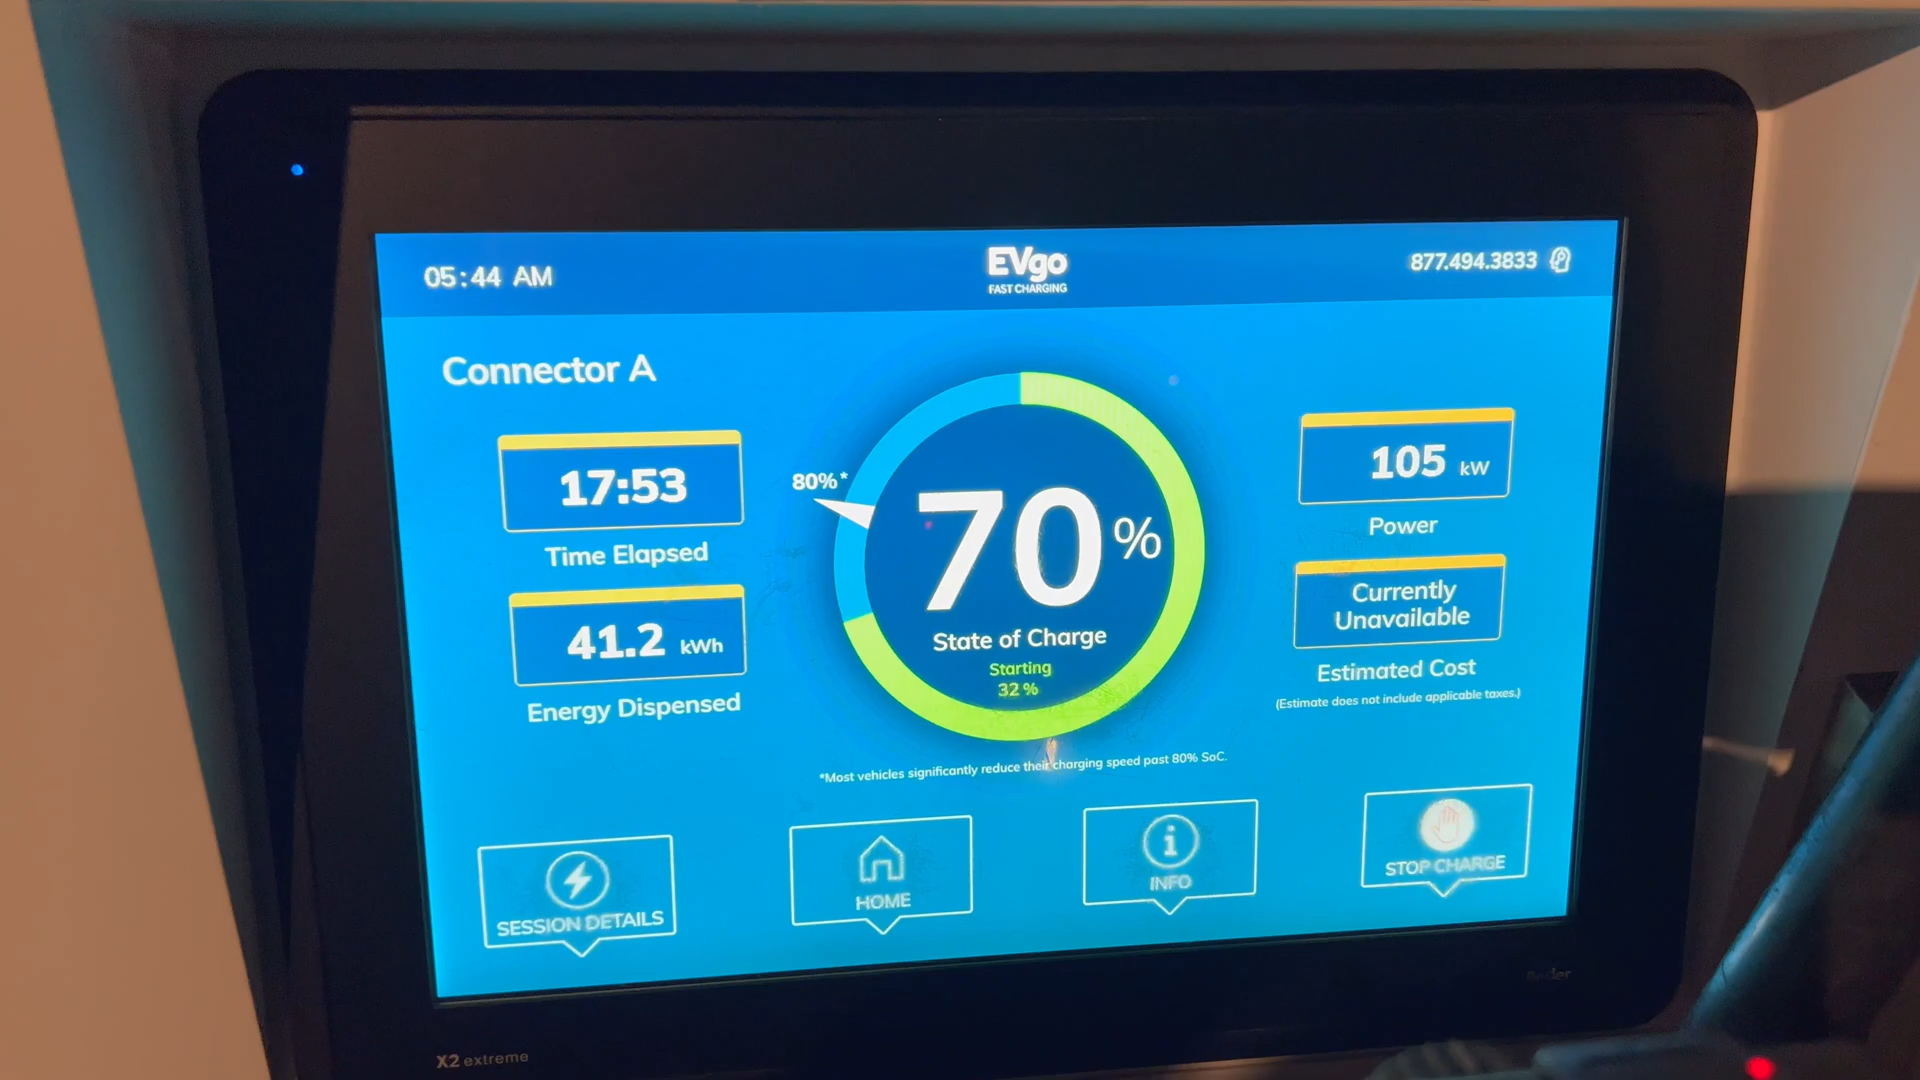 05:44 AM
EVgo
FAST CHARGING
877.494.3833
Connector A
17:53
Time Elapsed
41.2 kWh
Energy Dispensed
80%*
70%
State of Charge
Starting
32 %
105 kW
Power
Currently
Unavailable
Estimated Cost
(Estimate does not include applicable taxes.)
*Most vehicles significantly reduce their charging speed past 80% SoC.
SESSION DETAILS
HOME
INFO
STOP CHARGE
X2 extreme